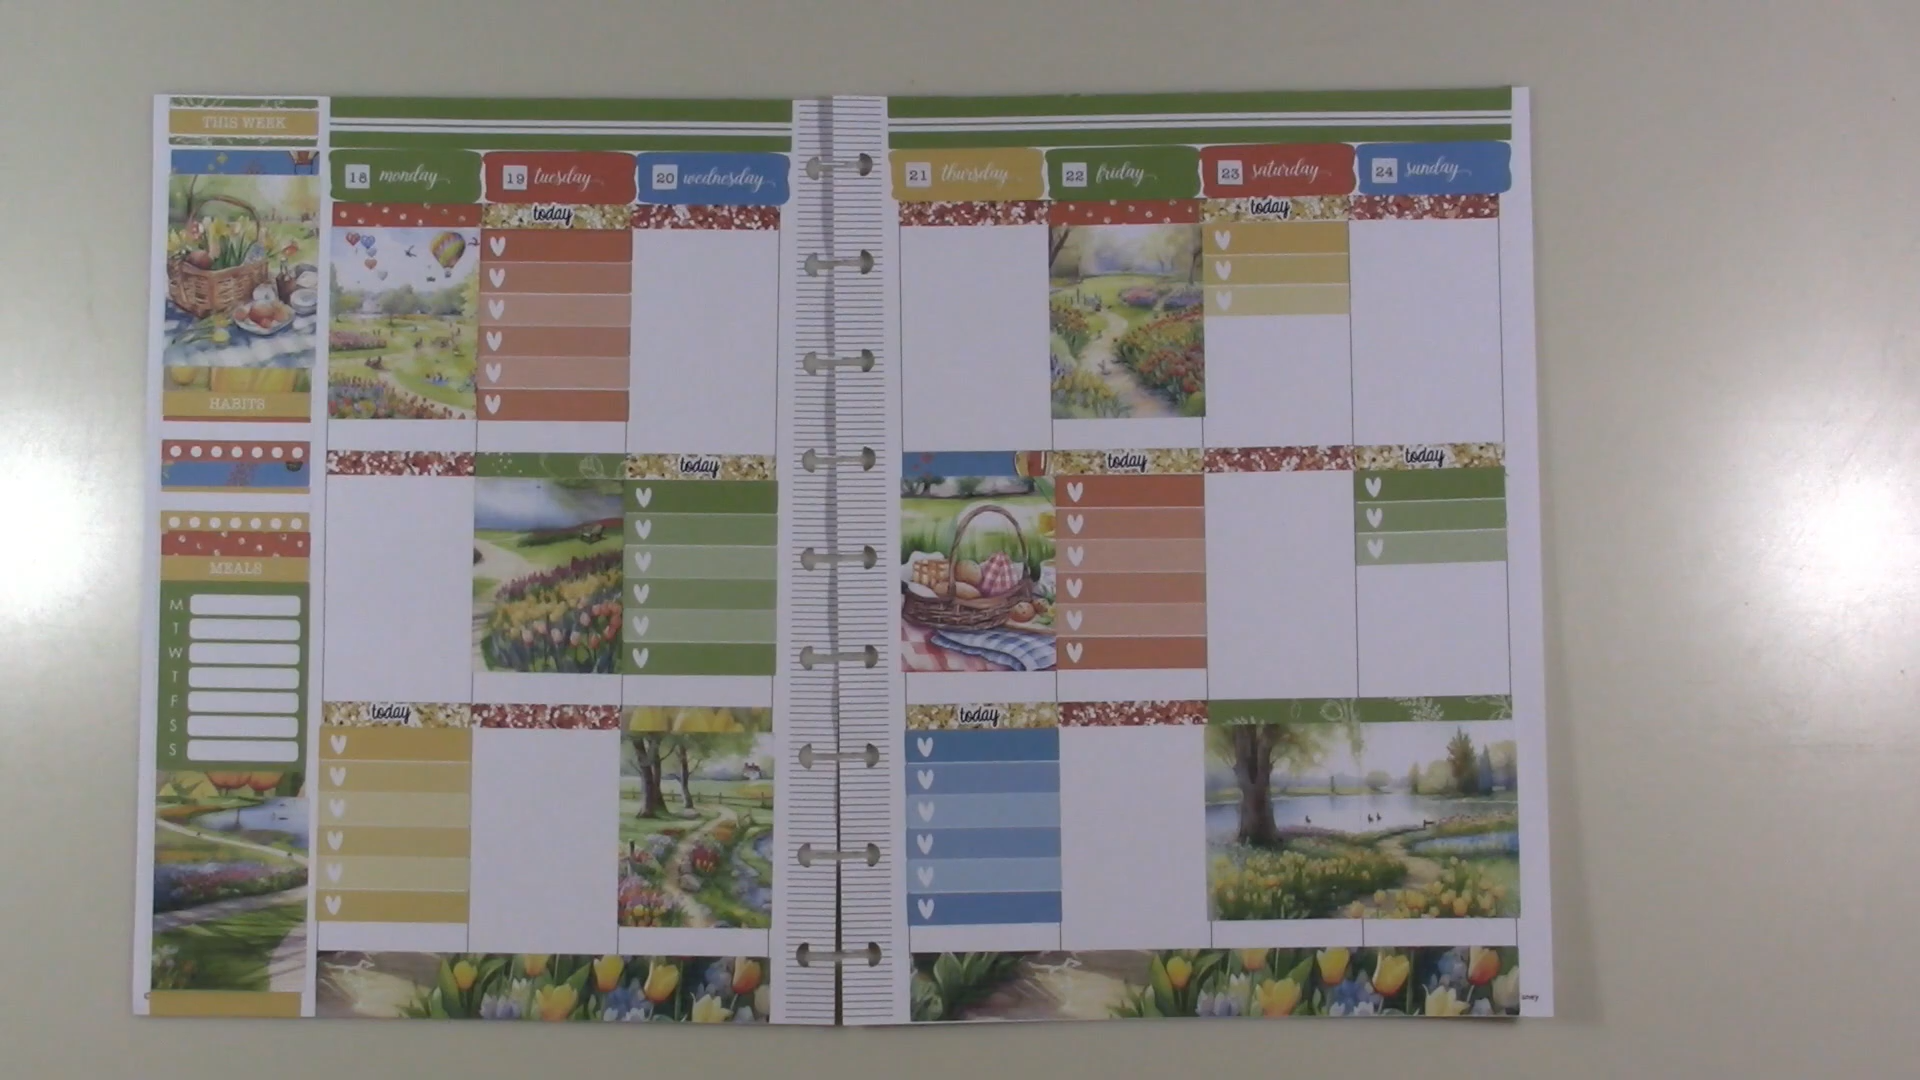 THIS WEEK
18 monday
19 tuesday
20 wednesday
21 thursday
22 friday
23 saturday
24 sunday
today
today
HABITS
today
today
today
MEALS
M
T
W
T
F
S
S
today
today